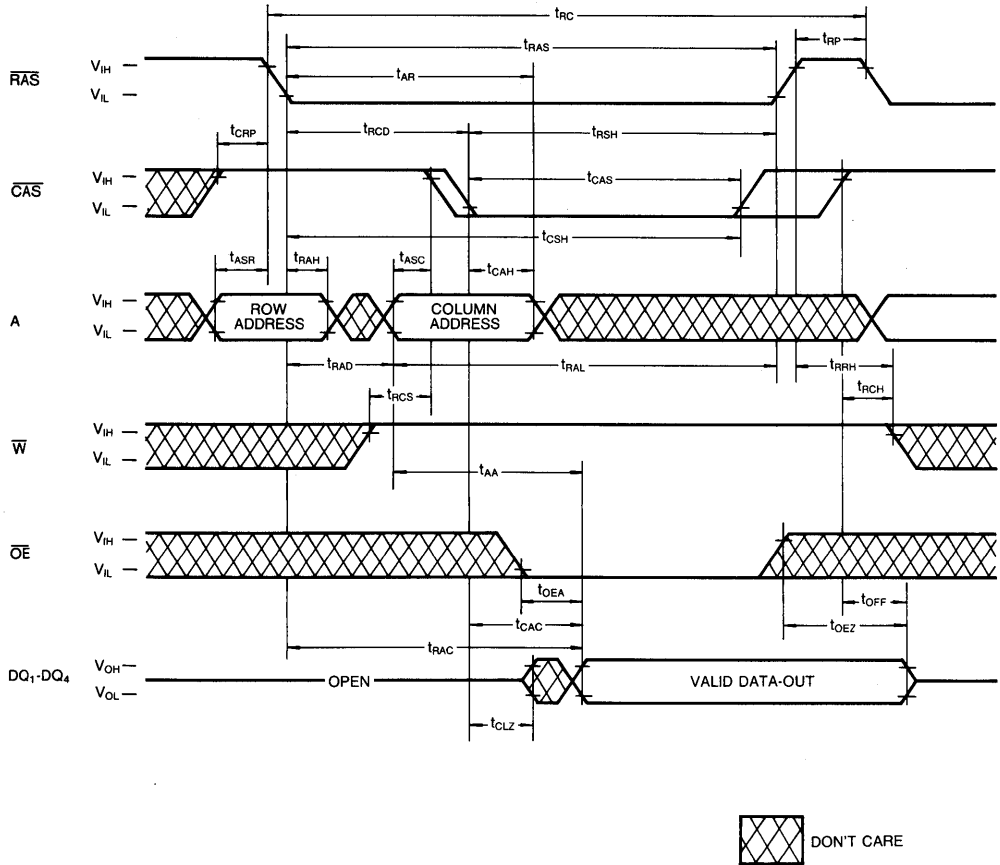 tRC
tRP
tRAS
RAS
VIH
VIL
tAR
tCRP
tRCD
tRSH
CAS
VIH
VIL
tCAS
tCSH
tASR
tRAH
tASC
tCAH
A
VIH
VIL
ROW
ADDRESS
COLUMN
ADDRESS
tRAD
tRAL
tRRH
tRCS
tRCH
W
VIH
VIL
tAA
OE
VIH
VIL
tOEA
tOFF
tCAC
tOEZ
tRAC
DQ1-DQ4
VOH
VOL
OPEN
VALID DATA-OUT
tCLZ
DON'T CARE